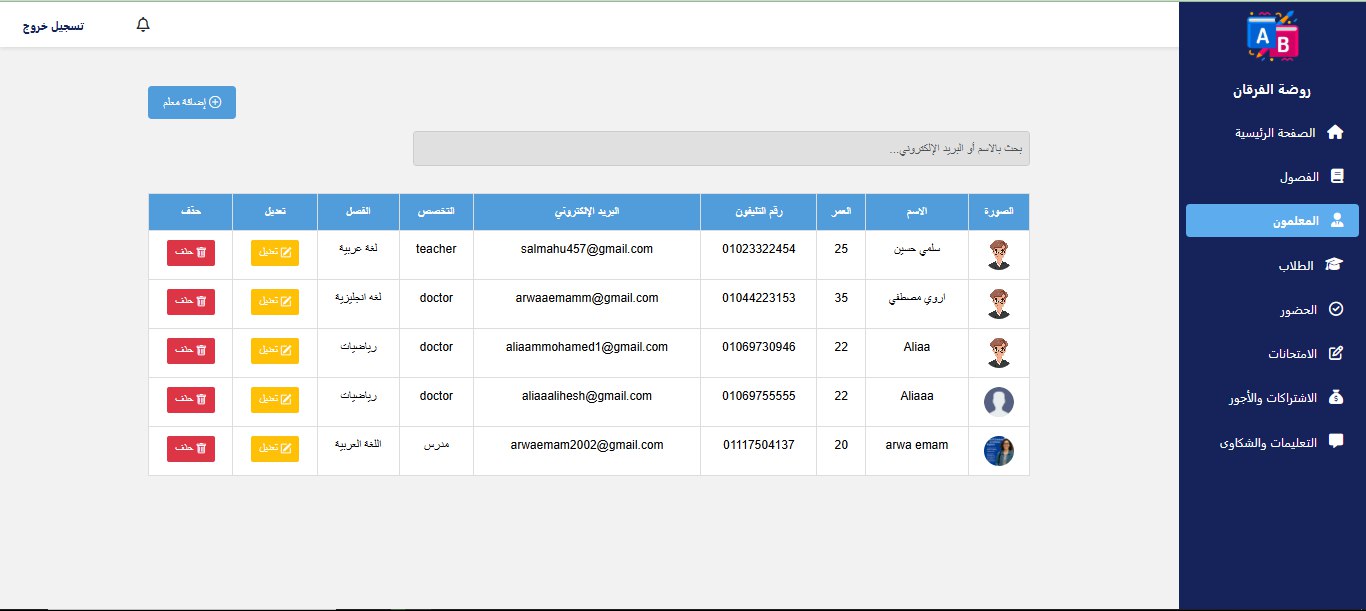 تسجيل خروج
A B
روضة الفرقان
الصفحة الرئيسية
الفصول
المعلمون
الطلاب
الحضور
الامتحانات
الاشتراكات والأجور
التعليمات والشكاوى
إضافة معلم
بحث بالاسم أو البريد الإلكتروني...
الصورة الاسم العمر رقم التليفون البريد الإلكتروني التخصص الفصل تعديل حذف
سلمي حسين 25 01023322454 salmahu457@gmail.com teacher لغة عربية تعديل حذف
اروي مصطفي 35 01044223153 arwaaemamm@gmail.com doctor لغه انجليزية تعديل حذف
Aliaa 22 01069730946 aliaammohamed1@gmail.com doctor رياضيات تعديل حذف
Aliaaa 22 01069755555 aliaaalihesh@gmail.com doctor رياضيات تعديل حذف
arwa emam 20 01117504137 arwaemam2002@gmail.com مدرس اللغة العربية تعديل حذف